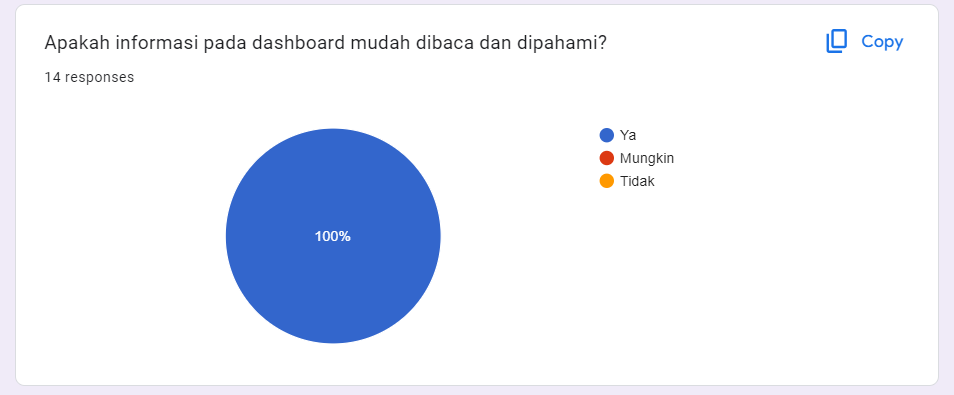 Apakah informasi pada dashboard mudah dibaca dan dipahami?
Copy
14 responses
Ya
Mungkin
Tidak
100%